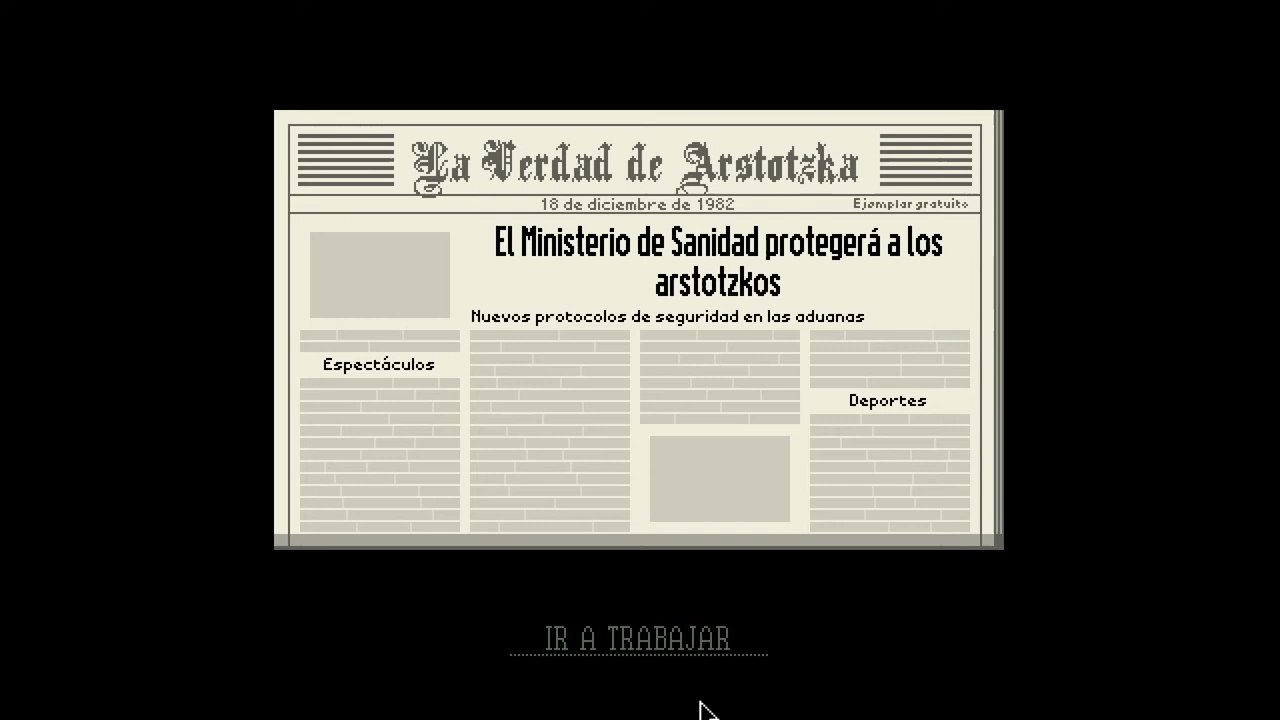 La Verdad de Arstotzka
18 de diciembre de 1982
Ejemplar gratuito
El Ministerio de Sanidad protegerá a los
arstotzkos
Nuevos protocolos de seguridad en las aduanas
Espectáculos
Deportes
IR A TRABAJAR